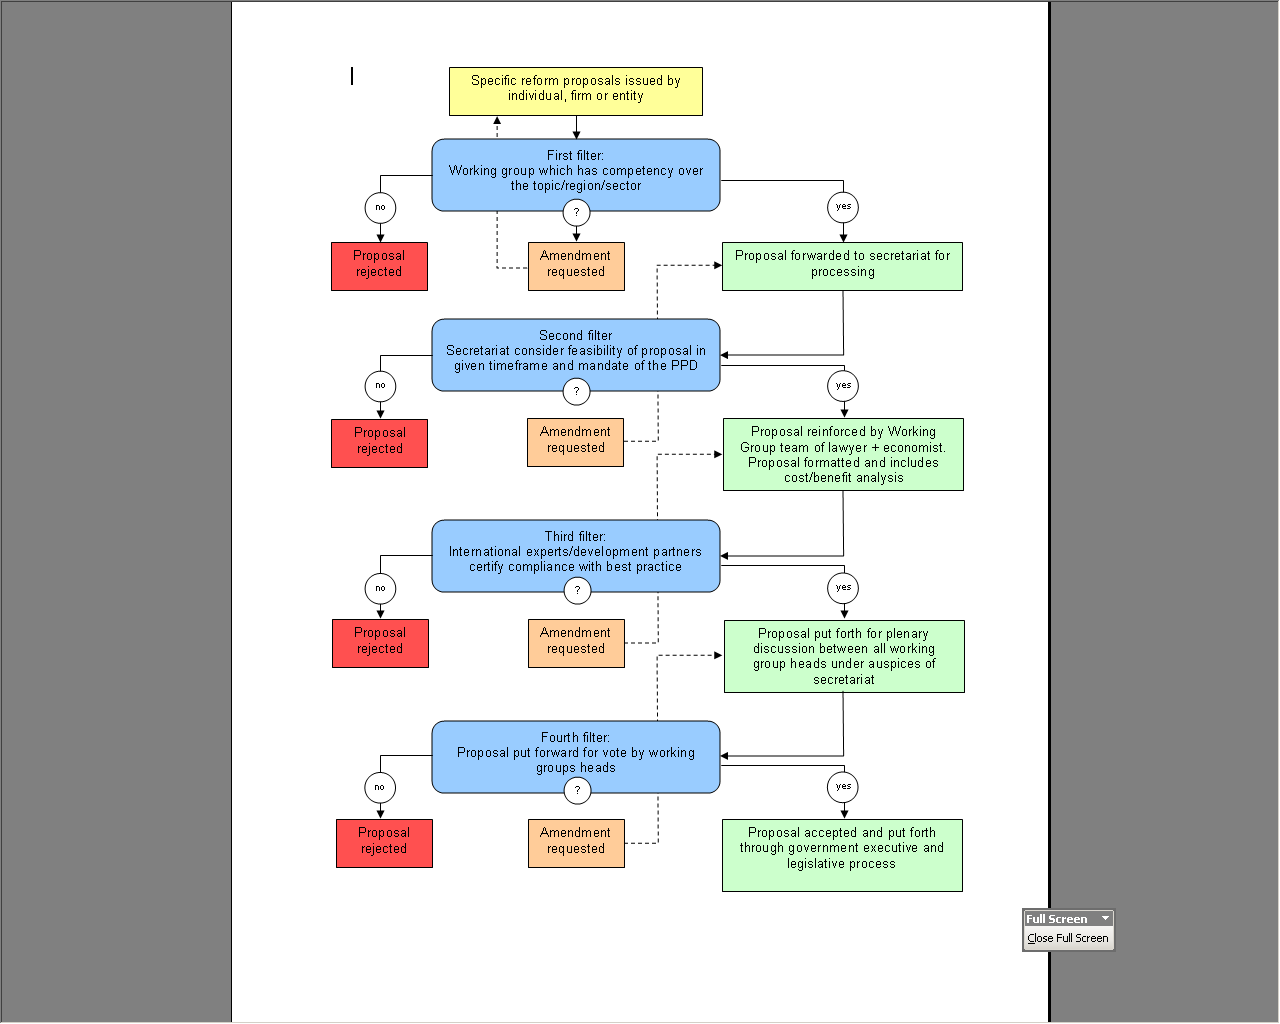 Specific reform proposals issued by
individual, firm or entity
First filter:
Working group which has competency over
the topic/region/sector
no
?
yes
Proposal
rejected
Amendment
requested
Proposal forwarded to secretariat for
processing
Second filter
Secretariat consider feasibility of proposal in
given timeframe and mandate of the PPD
no
?
yes
Proposal
rejected
Amendment
requested
Proposal reinforced by Working
Group team of lawyer + economist.
Proposal formatted and includes
cost/benefit analysis
Third filter:
International experts/development partners
certify compliance with best practice
no
?
yes
Proposal
rejected
Amendment
requested
Proposal put forth for plenary
discussion between all working
group heads under auspices of
secretariat
Fourth filter:
Proposal put forward for vote by working
groups heads
no
?
yes
Proposal
rejected
Amendment
requested
Proposal accepted and put forth
through government executive and
legislative process
Full Screen
Close Full Screen